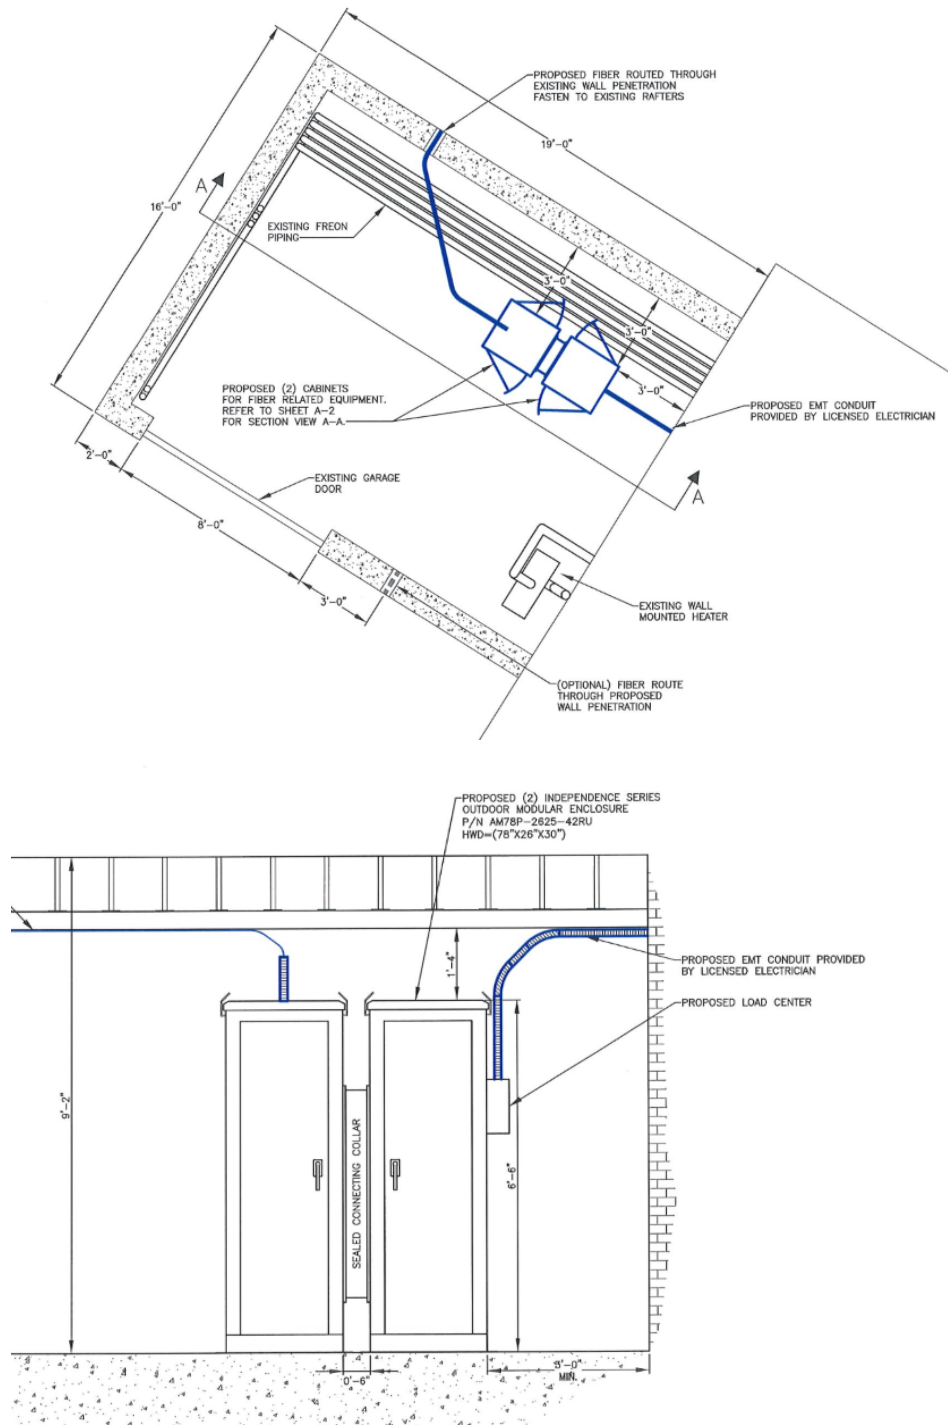 PROPOSED FIBER ROUTED THROUGH
EXISTING WALL PENETRATION
FASTEN TO EXISTING RAFTERS
19'-0"
A
16'-0"
EXISTING FREON
PIPING
3'-0"
3'-0"
3'-0"
PROPOSED (2) CABINETS
FOR FIBER RELATED EQUIPMENT.
REFER TO SHEET A-2
FOR SECTION VIEW A-A.
PROPOSED EMT CONDUIT
PROVIDED BY LICENSED ELECTRICIAN
2'-0"
EXISTING GARAGE
DOOR
A
8'-0"
3'-0"
EXISTING WALL
MOUNTED HEATER
(OPTIONAL) FIBER ROUTE
THROUGH PROPOSED
WALL PENETRATION
PROPOSED (2) INDEPENDENCE SERIES
OUTDOOR MODULAR ENCLOSURE
P/N AM78P-2625-42RU
HWD=(78"X26"X30")
1'-4"
PROPOSED EMT CONDUIT PROVIDED
BY LICENSED ELECTRICIAN
PROPOSED LOAD CENTER
9'-2"
SEALED CONNECTING COLLAR
6'-6"
0'-6"
3'-0"
MIN.